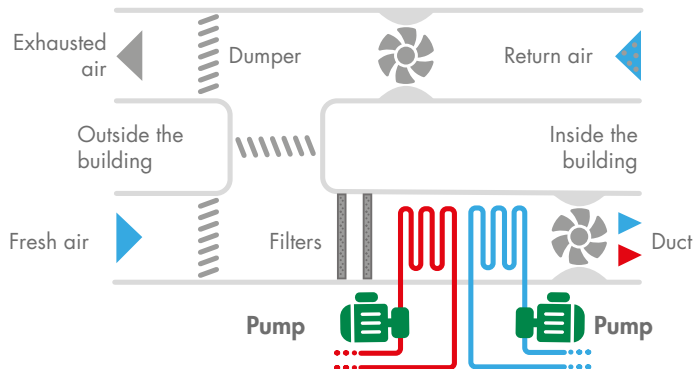 Exhausted
air
Dumper
Return air
Outside the
building
Inside the
building
Fresh air
Filters
Duct
Pump
Pump